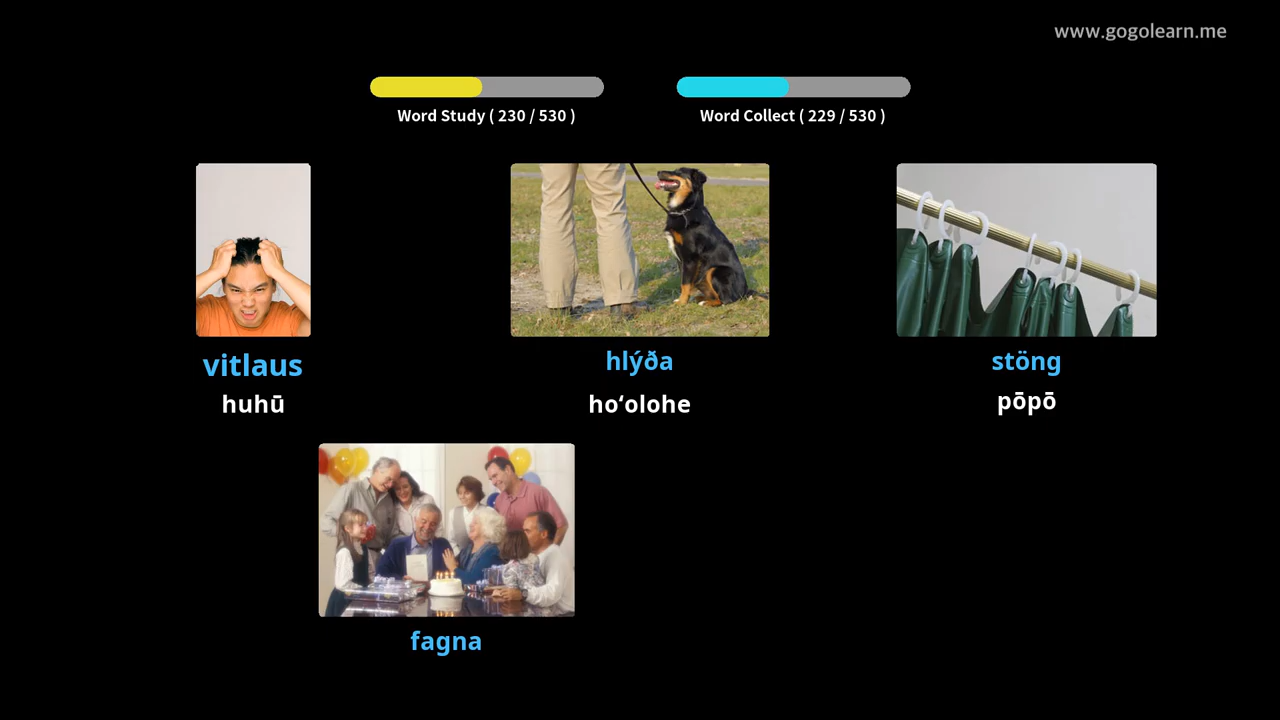 www.gogolearn.me
Word Study ( 230 / 530 )
Word Collect ( 229 / 530 )
vitlaus
huhū
hlýða
hoʻolohe
stöng
pōpō
fagna